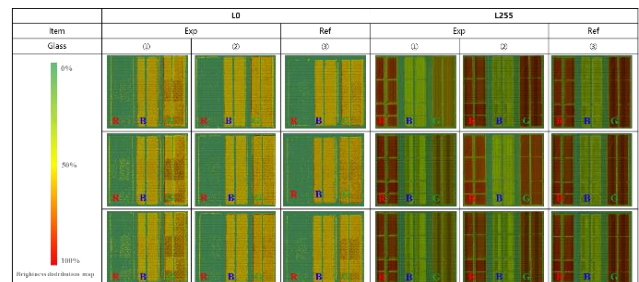 L0 L255
Item Exp Ref Exp Ref
Glass ① ② ③ ① ② ③
0%
50%
100%
Brightness distribution map
R B G R B G R B G R B G R B G R B G
R B G R B G R B G R B G R B G R B G
R B G R B G R B G R B G R B G R B G